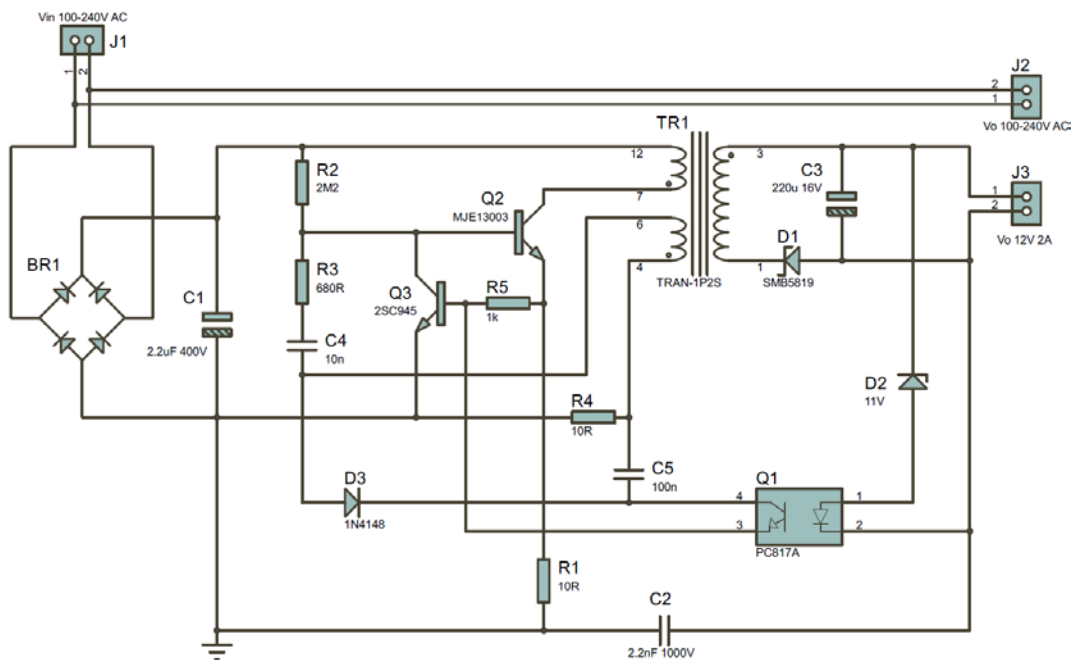 Vin 100-240V AC
J1
1
2
J2
2
1
Vo 100-240V AC
TR1
12
3
7
6
4
1
TRAN-1P2S
R2
2M2
Q2
MJE13003
C3
220u 16V
J3
1
2
Vo 12V 2A
D1
SMB5819
BR1
R3
680R
Q3
2SC945
R5
1k
C1
2.2uF 400V
C4
10n
D2
11V
R4
10R
C5
100n
D3
1N4148
Q1
4
1
3
2
PC817A
R1
10R
C2
2.2nF 1000V